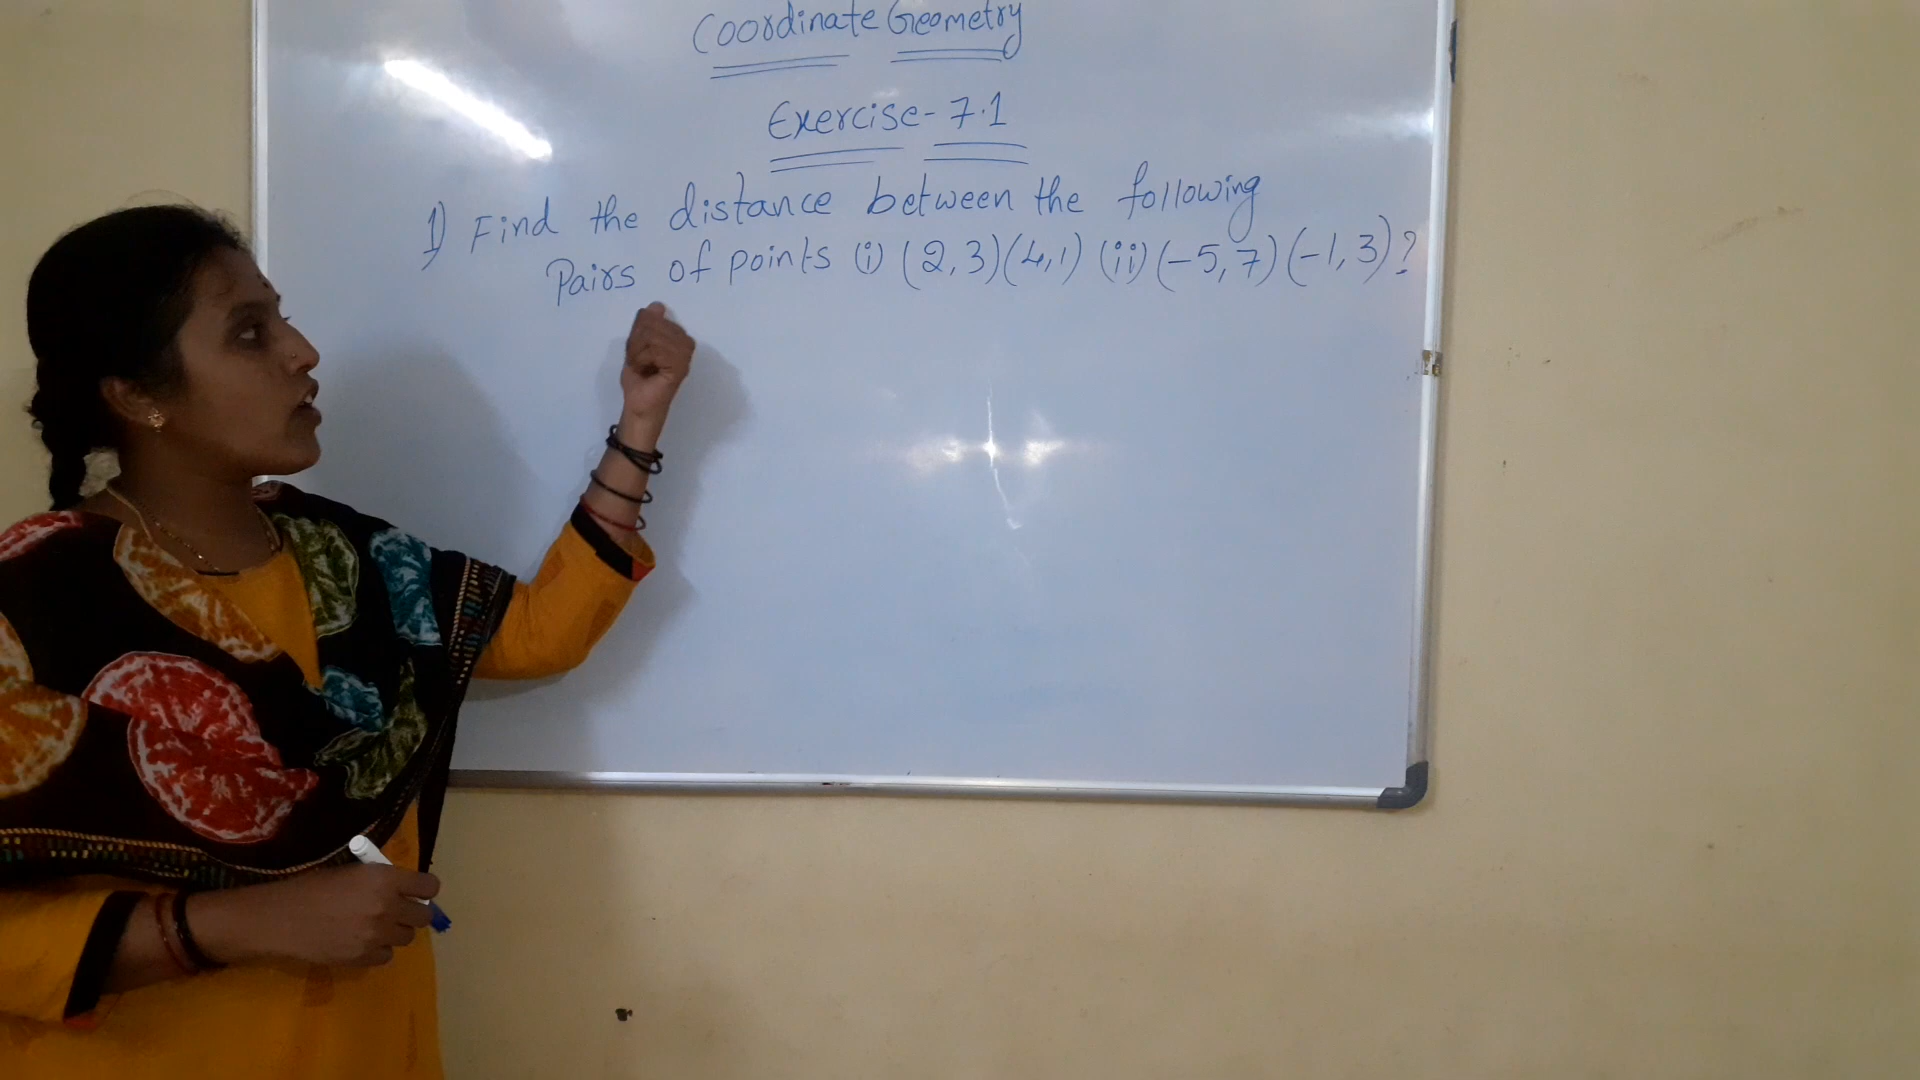 Coordinate Geometry
Exercise - 7.1
1) Find the distance between the following
Pairs of points (i) (2,3)(4,1) (ii) (-5,7)(-1,3)?